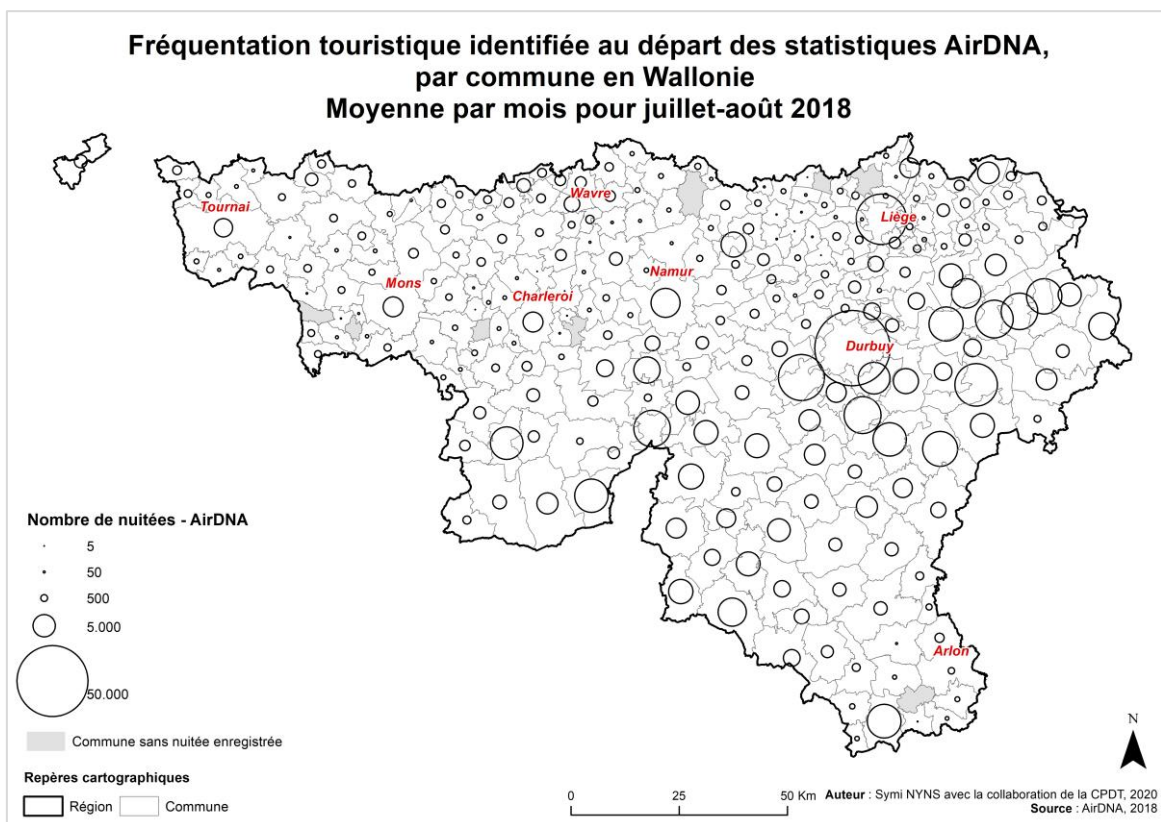 Fréquentation touristique identifiée au départ des statistiques AirDNA,
par commune en Wallonie
Moyenne par mois pour juillet-août 2018
Wavre
Tournai
Liège
Namur
Mons
Charleroi
Durbuy
Arlon
Nombre de nuitées - AirDNA
5
50
500
5.000
50.000
Commune sans nuitée enregistrée
Repères cartographiques
Région
Commune
0
25
50 Km
N
Auteur : Symi NYNS avec la collaboration de la CPDT, 2020
Source : AirDNA, 2018